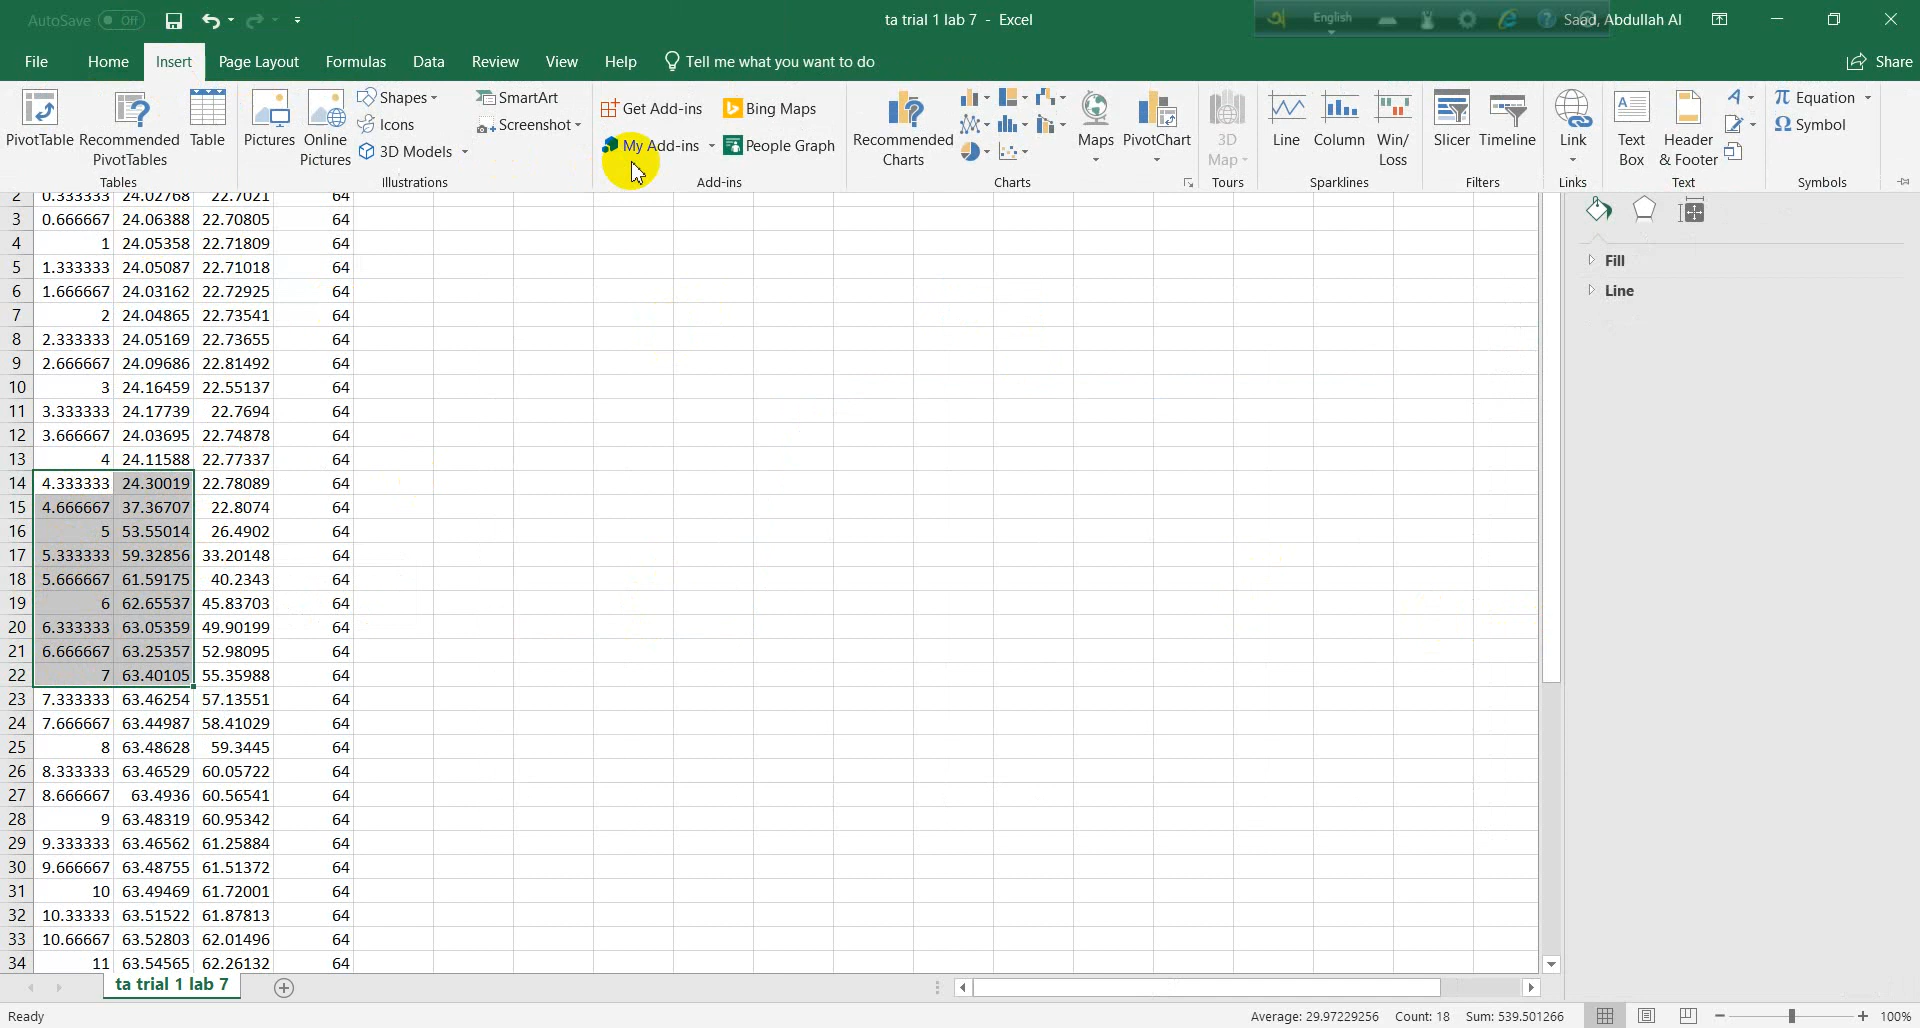 AutoSave Off
ta trial 1 lab 7 - Excel
English
Saad, Abdullah Al
File Home Insert Page Layout Formulas Data Review View Help Tell me what you want to do Share
PivotTable Recommended PivotTables Table
Tables
Pictures Online Pictures
Shapes
Icons
3D Models
SmartArt
Screenshot
Illustrations
Get Add-ins
My Add-ins
Bing Maps
People Graph
Add-ins
Recommended Charts
Maps PivotChart
Charts
3D Map
Tours
Line Column Win/Loss
Sparklines
Slicer Timeline
Filters
Link
Links
Text Box
Header & Footer
Text
Equation
Symbol
Symbols
2 0.333333 24.02768 22.7021 64
3 0.666667 24.06388 22.70805 64
4 1 24.05358 22.71809 64
5 1.333333 24.05087 22.71018 64
6 1.666667 24.03162 22.72925 64
7 2 24.04865 22.73541 64
8 2.333333 24.05169 22.73655 64
9 2.666667 24.09686 22.81492 64
10 3 24.16459 22.55137 64
11 3.333333 24.17739 22.7694 64
12 3.666667 24.03695 22.74878 64
13 4 24.11588 22.77337 64
14 4.333333 24.30019 22.78089 64
15 4.666667 37.36707 22.8074 64
16 5 53.55014 26.4902 64
17 5.333333 59.32856 33.20148 64
18 5.666667 61.59175 40.2343 64
19 6 62.65537 45.83703 64
20 6.333333 63.05359 49.90199 64
21 6.666667 63.25357 52.98095 64
22 7 63.40105 55.35988 64
23 7.333333 63.46254 57.13551 64
24 7.666667 63.44987 58.41029 64
25 8 63.48628 59.3445 64
26 8.333333 63.46529 60.05722 64
27 8.666667 63.4936 60.56541 64
28 9 63.48319 60.95342 64
29 9.333333 63.46562 61.25884 64
30 9.666667 63.48755 61.51372 64
31 10 63.49469 61.72001 64
32 10.33333 63.51522 61.87813 64
33 10.66667 63.52803 62.01496 64
34 11 63.54565 62.26132 64
Fill
Line
ta trial 1 lab 7
Ready
Average: 29.97229256 Count: 18 Sum: 539.501266
100%